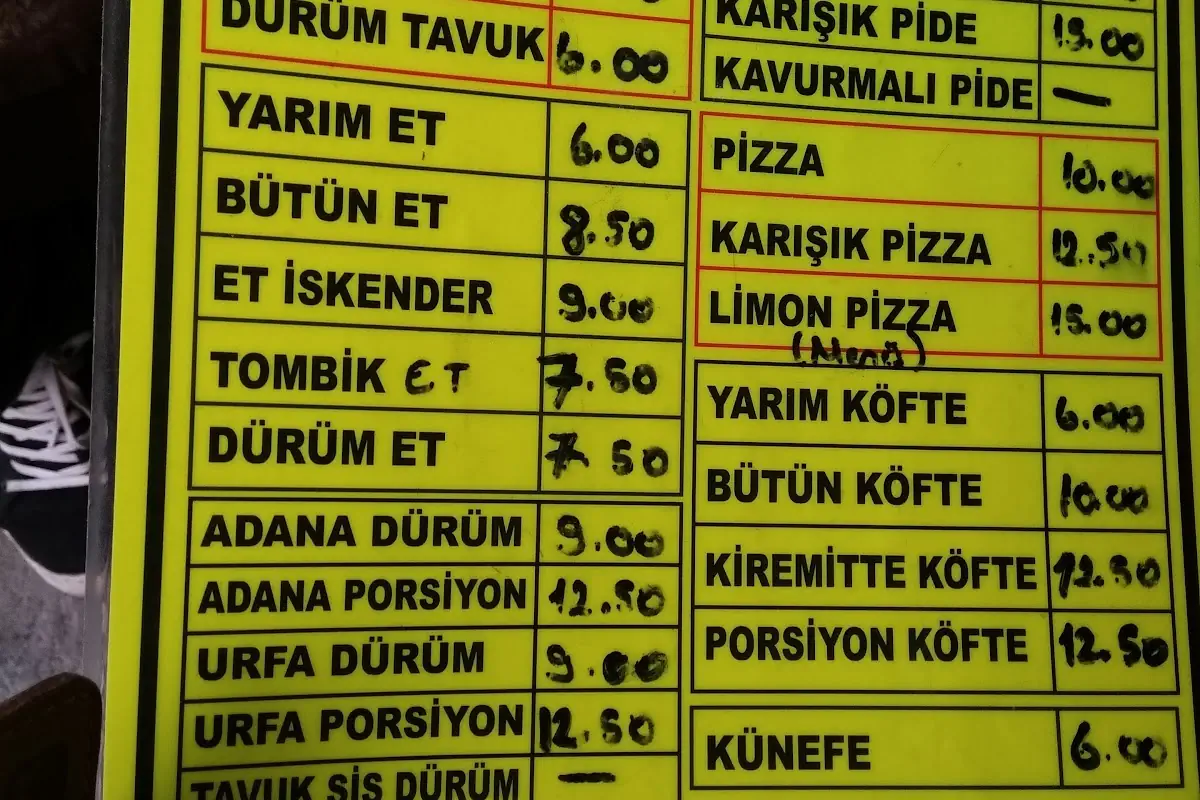 DÜRÜM TAVUK 6.00
YARIM ET 6.00
BÜTÜN ET 8.50
ET İSKENDER 9.00
TOMBİK ET 7.50
DÜRÜM ET 7.50
ADANA DÜRÜM 9.00
ADANA PORSİYON 12.50
URFA DÜRÜM 9.00
URFA PORSİYON 12.50
TAVUK ŞİŞ DÜRÜM —
KARIŞIK PİDE 13.00
KAVURMALI PİDE —
PİZZA 10.00
KARIŞIK PİZZA 12.50
LİMON PİZZA 15.00
(Menü)
YARIM KÖFTE 6.00
BÜTÜN KÖFTE 10.00
KİREMİTTE KÖFTE 12.50
PORSİYON KÖFTE 12.50
KÜNEFE 6.00